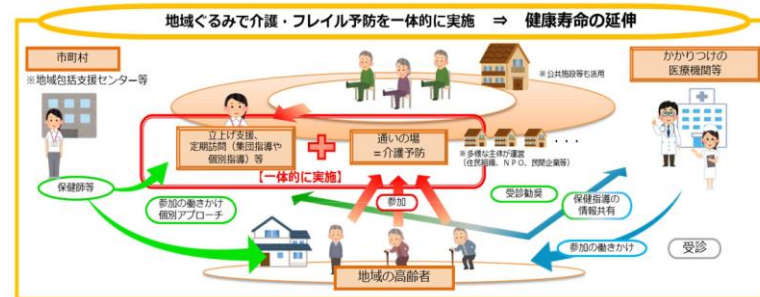 地域ぐるみで介護・フレイル予防を一体的に実施 ⇒ 健康寿命の延伸
市町村
※地域包括支援センター等
※公共施設等も活用
かかりつけの
医療機関等
立上げ支援、
定期訪問（集団指導や
個別指導）等
通いの場
＝介護予防
・・・
※多様な主体が運営
（住民組織、ＮＰＯ、民間企業等）
【一体的に実施】
保健師等
参加の働きかけ
個別アプローチ
参加
受診勧奨
保健指導の
情報共有
参加の働きかけ
受診
地域の高齢者